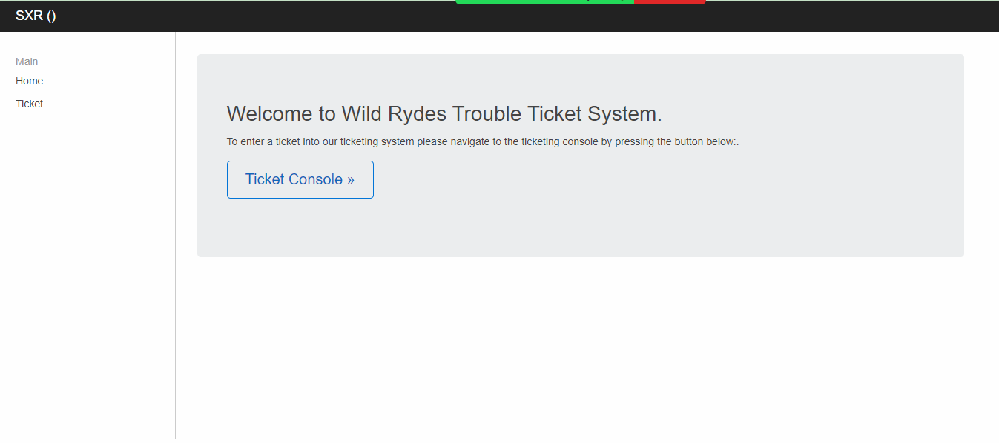 SXR ()
Main
Home
Ticket
Welcome to Wild Rydes Trouble Ticket System.
To enter a ticket into our ticketing system please navigate to the ticketing console by pressing the button below:.
Ticket Console »